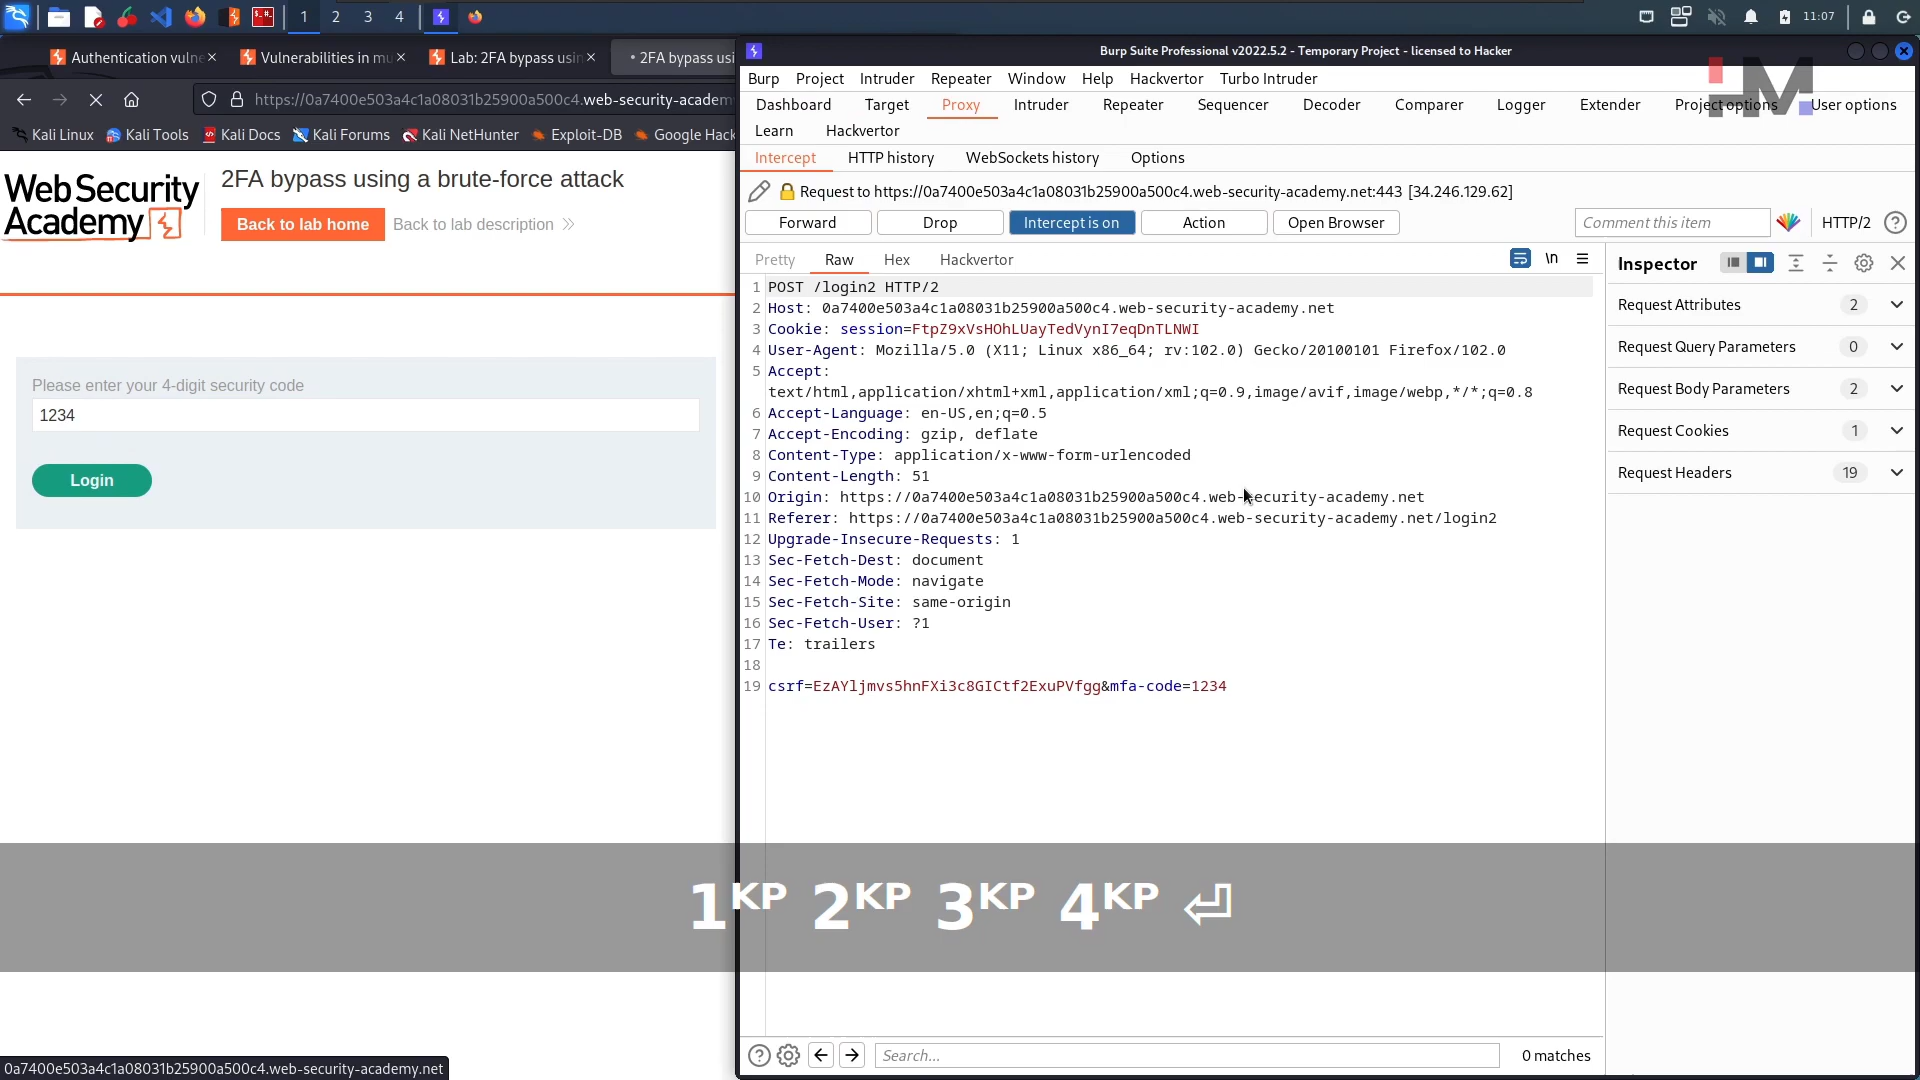 1 2 3 4
11:07
Authentication vulne
Vulnerabilities in mu
Lab: 2FA bypass usin
2FA bypass usi
https://0a7400e503a4c1a08031b25900a500c4.web-security-academ
Kali Linux
Kali Tools
Kali Docs
Kali Forums
Kali NetHunter
Exploit-DB
Google Hack
Web Security
Academy
2FA bypass using a brute-force attack
Back to lab home
Back to lab description
Please enter your 4-digit security code
1234
Login
0a7400e503a4c1a08031b25900a500c4.web-security-academy.net
Burp Suite Professional v2022.5.2 - Temporary Project - licensed to Hacker
Burp Project Intruder Repeater Window Help Hackvertor Turbo Intruder
Dashboard Target Proxy Intruder Repeater Sequencer Decoder Comparer Logger Extender Project options User options
Learn Hackvertor
Intercept HTTP history WebSockets history Options
Request to https://0a7400e503a4c1a08031b25900a500c4.web-security-academy.net:443 [34.246.129.62]
Forward Drop Intercept is on Action Open Browser Comment this item HTTP/2 ?
Pretty Raw Hex Hackvertor \n
1 POST /login2 HTTP/2
2 Host: 0a7400e503a4c1a08031b25900a500c4.web-security-academy.net
3 Cookie: session=FtpZ9xVsHOhLUayTedVynI7eqDnTLNWI
4 User-Agent: Mozilla/5.0 (X11; Linux x86_64; rv:102.0) Gecko/20100101 Firefox/102.0
5 Accept:
text/html,application/xhtml+xml,application/xml;q=0.9,image/avif,image/webp,*/*;q=0.8
6 Accept-Language: en-US,en;q=0.5
7 Accept-Encoding: gzip, deflate
8 Content-Type: application/x-www-form-urlencoded
9 Content-Length: 51
10 Origin: https://0a7400e503a4c1a08031b25900a500c4.web-security-academy.net
11 Referer: https://0a7400e503a4c1a08031b25900a500c4.web-security-academy.net/login2
12 Upgrade-Insecure-Requests: 1
13 Sec-Fetch-Dest: document
14 Sec-Fetch-Mode: navigate
15 Sec-Fetch-Site: same-origin
16 Sec-Fetch-User: ?1
17 Te: trailers
18
19 csrf=EzAYljmvs5hnFXi3c8GICtf2ExuPVfgg&mfa-code=1234
Inspector
Request Attributes 2
Request Query Parameters 0
Request Body Parameters 2
Request Cookies 1
Request Headers 19
1KP 2KP 3KP 4KP ⏎
? Search... 0 matches